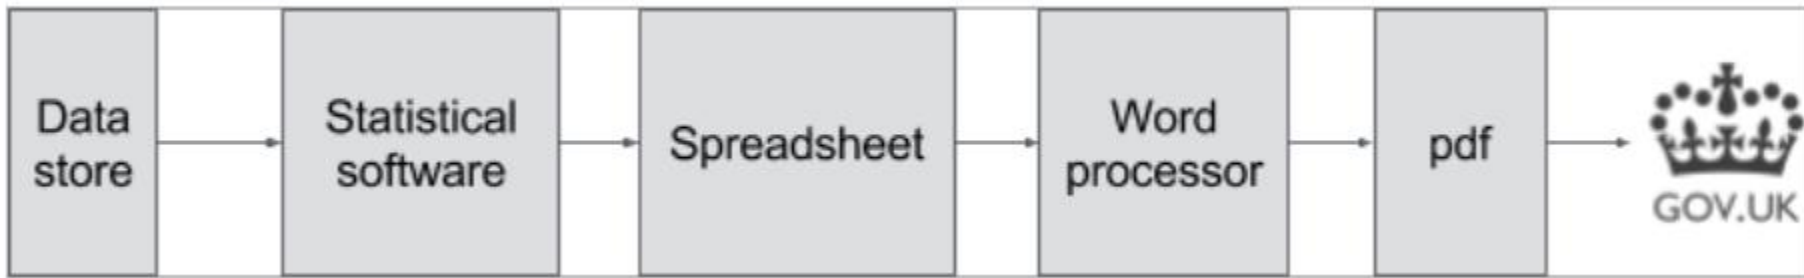 Data
store
Statistical
software
Spreadsheet
Word
processor
pdf
GOV.UK